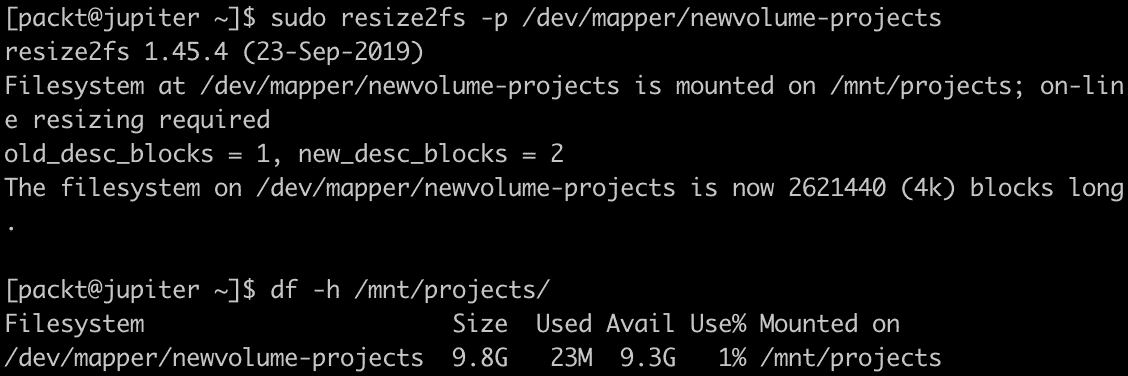 [packt@jupiter ~]$ sudo resize2fs -p /dev/mapper/newvolume-projects
resize2fs 1.45.4 (23-Sep-2019)
Filesystem at /dev/mapper/newvolume-projects is mounted on /mnt/projects; on-lin
e resizing required
old_desc_blocks = 1, new_desc_blocks = 2
The filesystem on /dev/mapper/newvolume-projects is now 2621440 (4k) blocks long
.
[packt@jupiter ~]$ df -h /mnt/projects/
Filesystem                      Size  Used Avail Use% Mounted on
/dev/mapper/newvolume-projects  9.8G   23M  9.3G   1% /mnt/projects